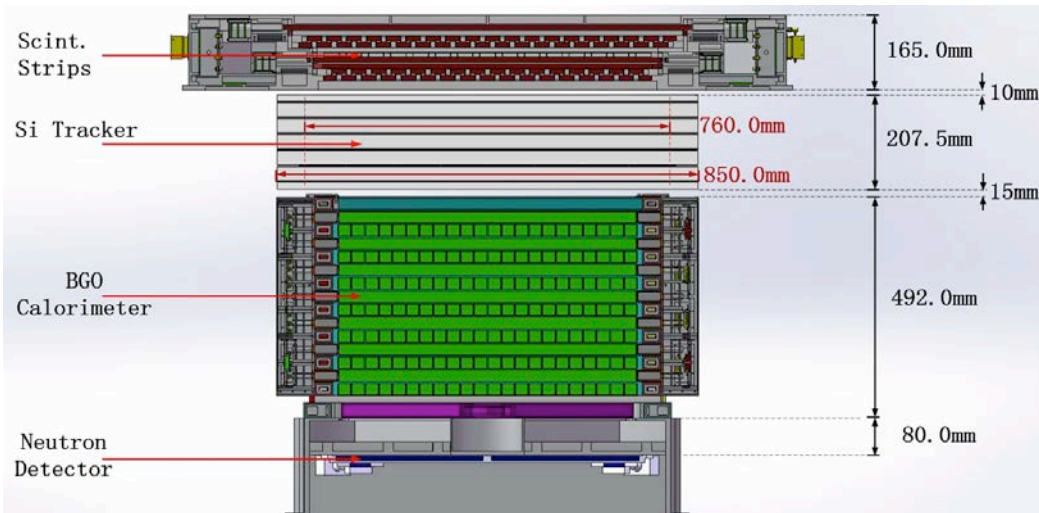 Scint.
Strips
165.0mm
10mm
Si Tracker
760.0mm
207.5mm
850.0mm
15mm
BGO
Calorimeter
492.0mm
Neutron
Detector
80.0mm